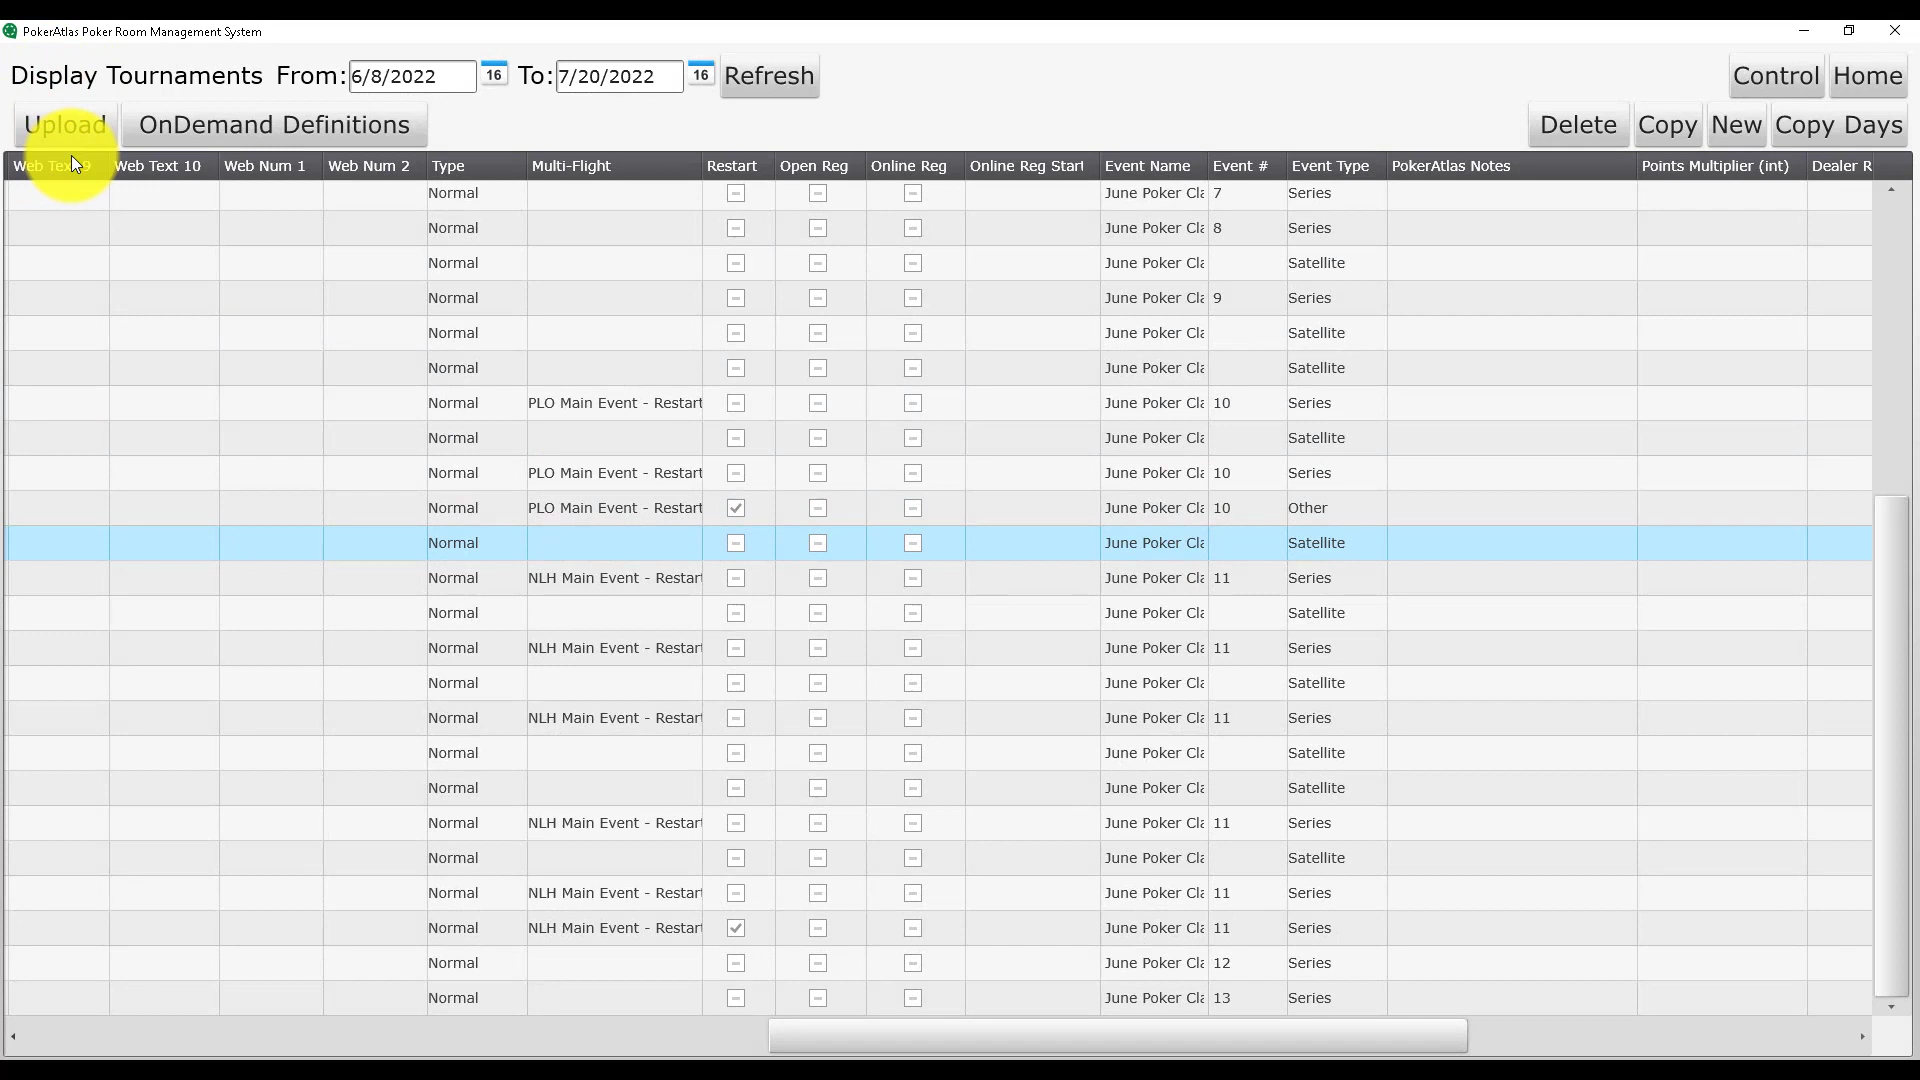 PokerAtlas Poker Room Management System
Display Tournaments From: 6/8/2022 16 To: 7/20/2022 16 Refresh Control Home
Upload OnDemand Definitions Delete Copy New Copy Days
Web Text 9 Web Text 10 Web Num 1 Web Num 2 Type Multi-Flight Restart Open Reg Online Reg Online Reg Start Event Name Event # Event Type PokerAtlas Notes Points Multiplier (int) Dealer R
Normal June Poker Cla 7 Series
Normal June Poker Cla 8 Series
Normal June Poker Cla Satellite
Normal June Poker Cla 9 Series
Normal June Poker Cla Satellite
Normal June Poker Cla Satellite
Normal PLO Main Event - Restart June Poker Cla 10 Series
Normal June Poker Cla Satellite
Normal PLO Main Event - Restart June Poker Cla 10 Series
Normal PLO Main Event - Restart June Poker Cla 10 Other
Normal June Poker Cla Satellite
Normal NLH Main Event - Restart June Poker Cla 11 Series
Normal June Poker Cla Satellite
Normal NLH Main Event - Restart June Poker Cla 11 Series
Normal June Poker Cla Satellite
Normal NLH Main Event - Restart June Poker Cla 11 Series
Normal June Poker Cla Satellite
Normal June Poker Cla Satellite
Normal NLH Main Event - Restart June Poker Cla 11 Series
Normal June Poker Cla Satellite
Normal NLH Main Event - Restart June Poker Cla 11 Series
Normal NLH Main Event - Restart June Poker Cla 11 Series
Normal June Poker Cla 12 Series
Normal June Poker Cla 13 Series